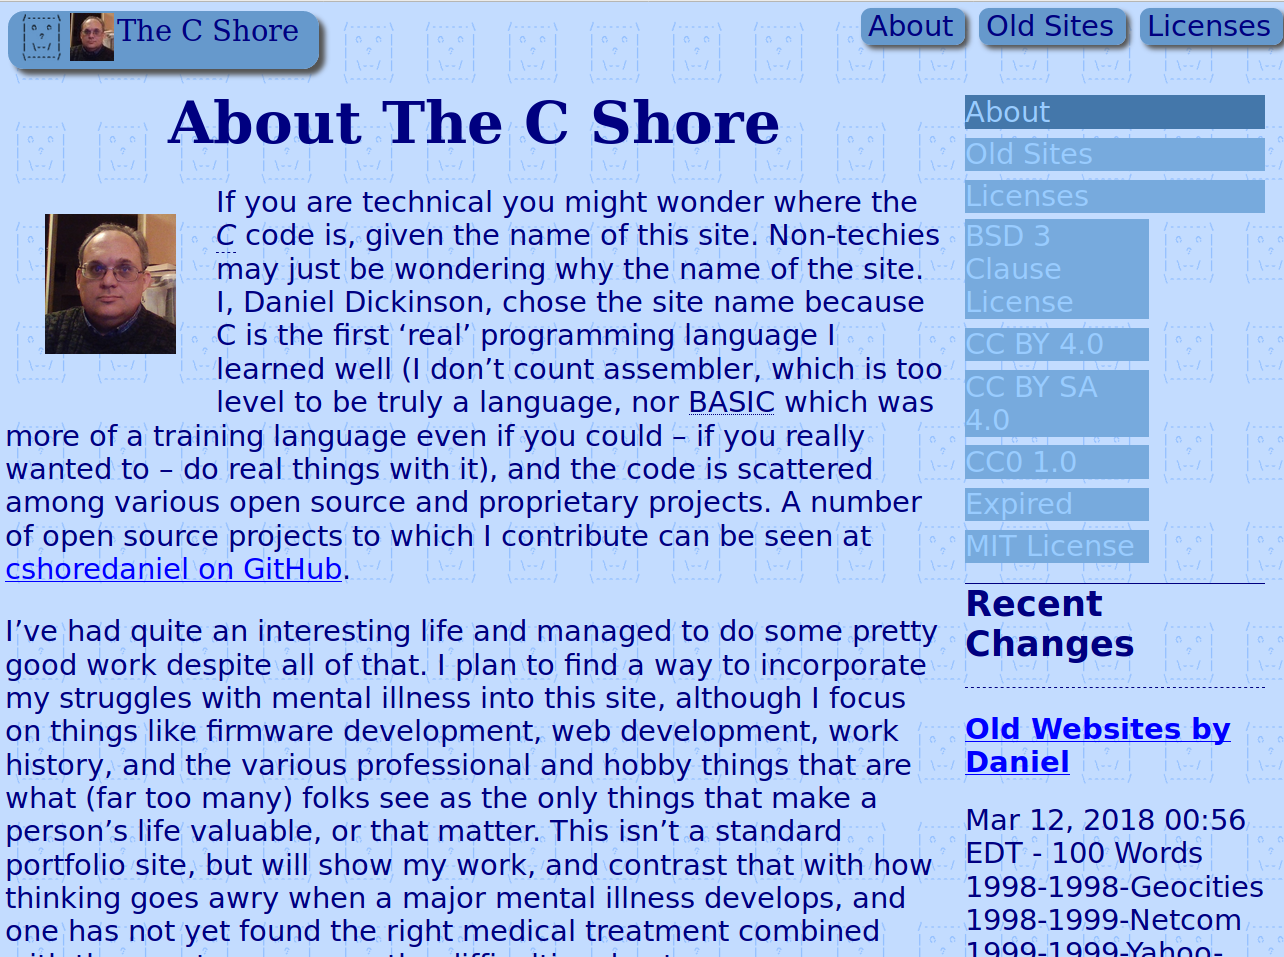 The C Shore
About
Old Sites
Licenses
About The C Shore
If you are technical you might wonder where the
C code is, given the name of this site. Non-techies
may just be wondering why the name of the site.
I, Daniel Dickinson, chose the site name because
C is the first ‘real’ programming language I
learned well (I don’t count assembler, which is too
level to be truly a language, nor BASIC which was
more of a training language even if you could – if you really
wanted to – do real things with it), and the code is scattered
among various open source and proprietary projects. A number
of open source projects to which I contribute can be seen at
cshoredaniel on GitHub.
I’ve had quite an interesting life and managed to do some pretty
good work despite all of that. I plan to find a way to incorporate
my struggles with mental illness into this site, although I focus
on things like firmware development, web development, work
history, and the various professional and hobby things that are
what (far too many) folks see as the only things that make a
person’s life valuable, or that matter. This isn’t a standard
portfolio site, but will show my work, and contrast that with how
thinking goes awry when a major mental illness develops, and
one has not yet found the right medical treatment combined
About
Old Sites
Licenses
BSD 3
Clause
License
CC BY 4.0
CC BY SA
4.0
CC0 1.0
Expired
MIT License
Recent
Changes
Old Websites by
Daniel
Mar 12, 2018 00:56
EDT - 100 Words
1998-1998-Geocities
1998-1999-Netcom
1999-1999-Yahoo-